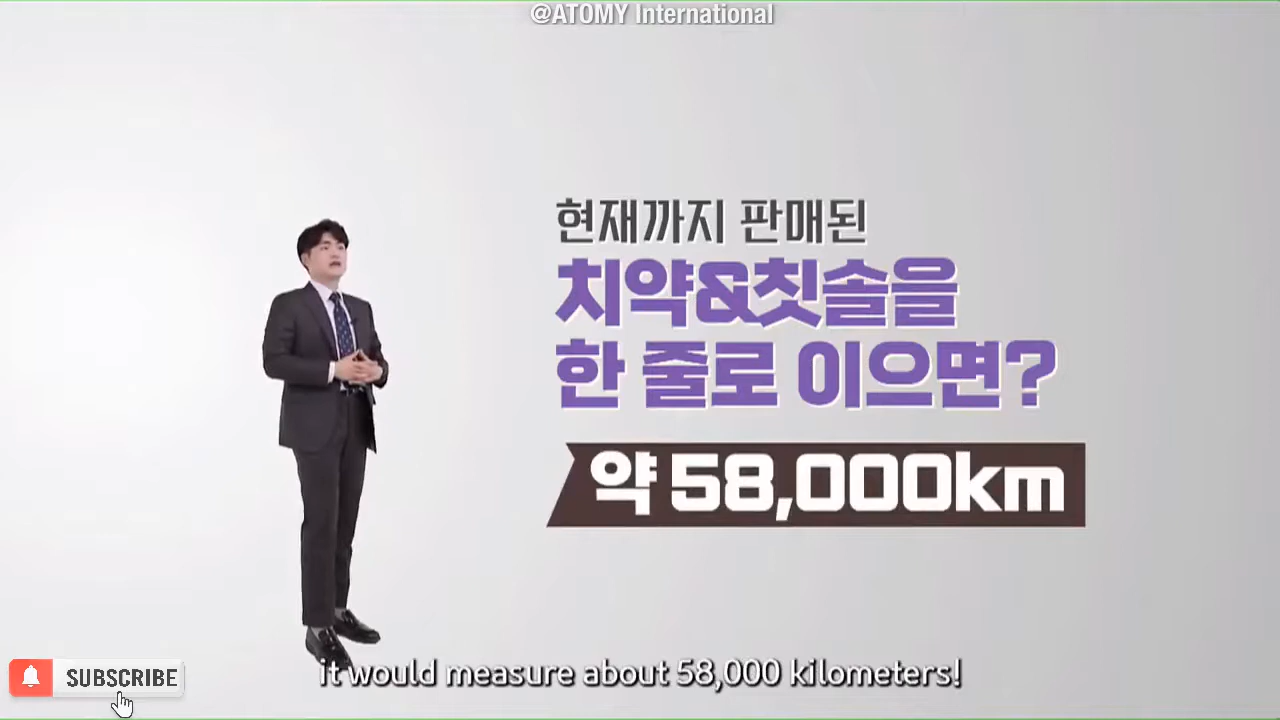 @ATOMY International
현재까지 판매된
치약&칫솔을
한 줄로 이으면?
약 58,000km
SUBSCRIBE
it would measure about 58,000 kilometers!